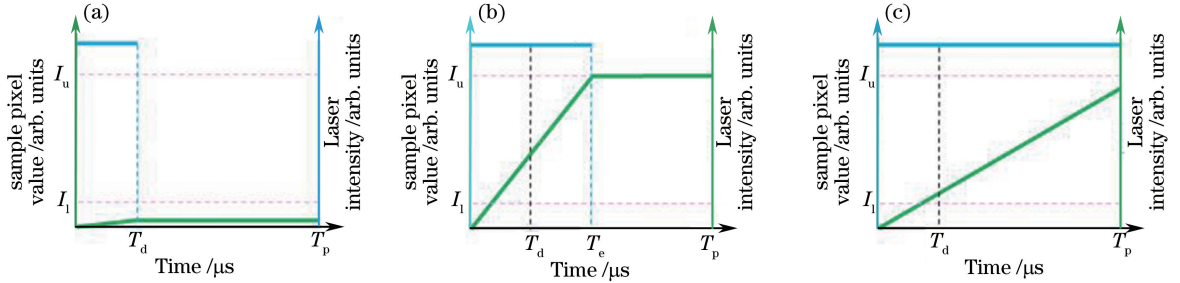 (a)
sample pixel
value /arb. units
I_u
I_l
T_d
T_p
Time /μs
Laser
intensity /arb. units
(b)
sample pixel
value /arb. units
I_u
I_l
T_d
T_e
T_p
Time /μs
Laser
intensity /arb. units
(c)
sample pixel
value /arb. units
I_u
I_l
T_d
T_p
Time /μs
Laser
intensity /arb. units